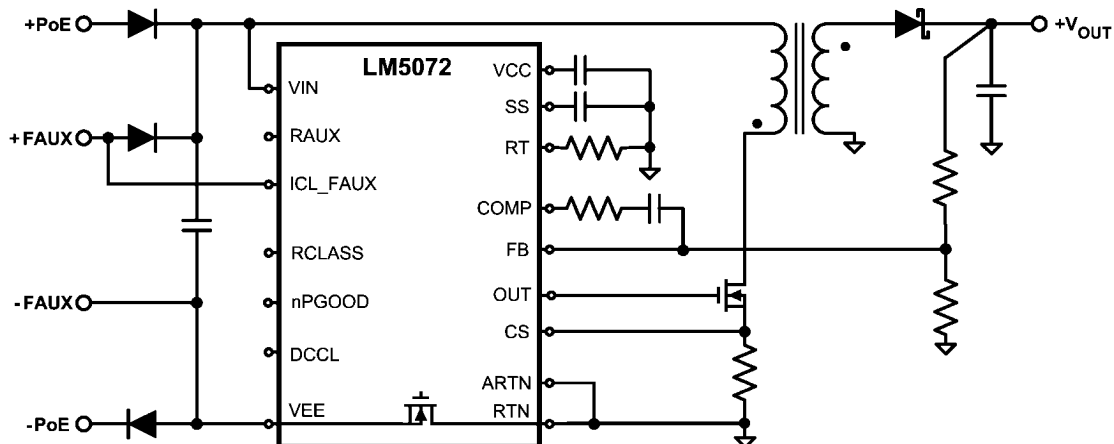 +PoE
+FAUX
-FAUX
-PoE
LM5072
VIN
RAUX
ICL_FAUX
RCLASS
nPGOOD
DCCL
VEE
VCC
SS
RT
COMP
FB
OUT
CS
ARTN
RTN
+VOUT